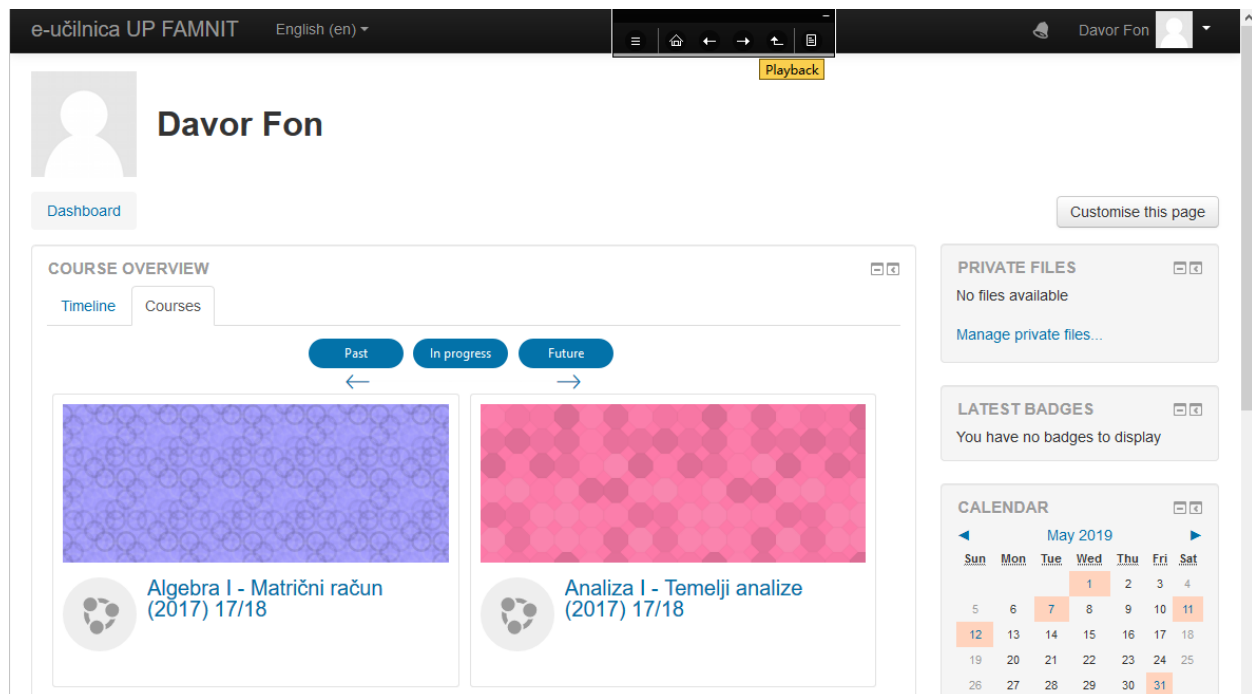 e-učilnica UP FAMNIT English (en) Davor Fon
Playback
Davor Fon
Dashboard
Customise this page
COURSE OVERVIEW
Timeline Courses
Past In progress Future
Algebra I - Matrični račun
(2017) 17/18
Analiza I - Temelji analize
(2017) 17/18
PRIVATE FILES
No files available
Manage private files...
LATEST BADGES
You have no badges to display
CALENDAR
◀ May 2019 ▶
Sun Mon Tue Wed Thu Fri Sat
1 2 3 4
5 6 7 8 9 10 11
12 13 14 15 16 17 18
19 20 21 22 23 24 25
26 27 28 29 30 31